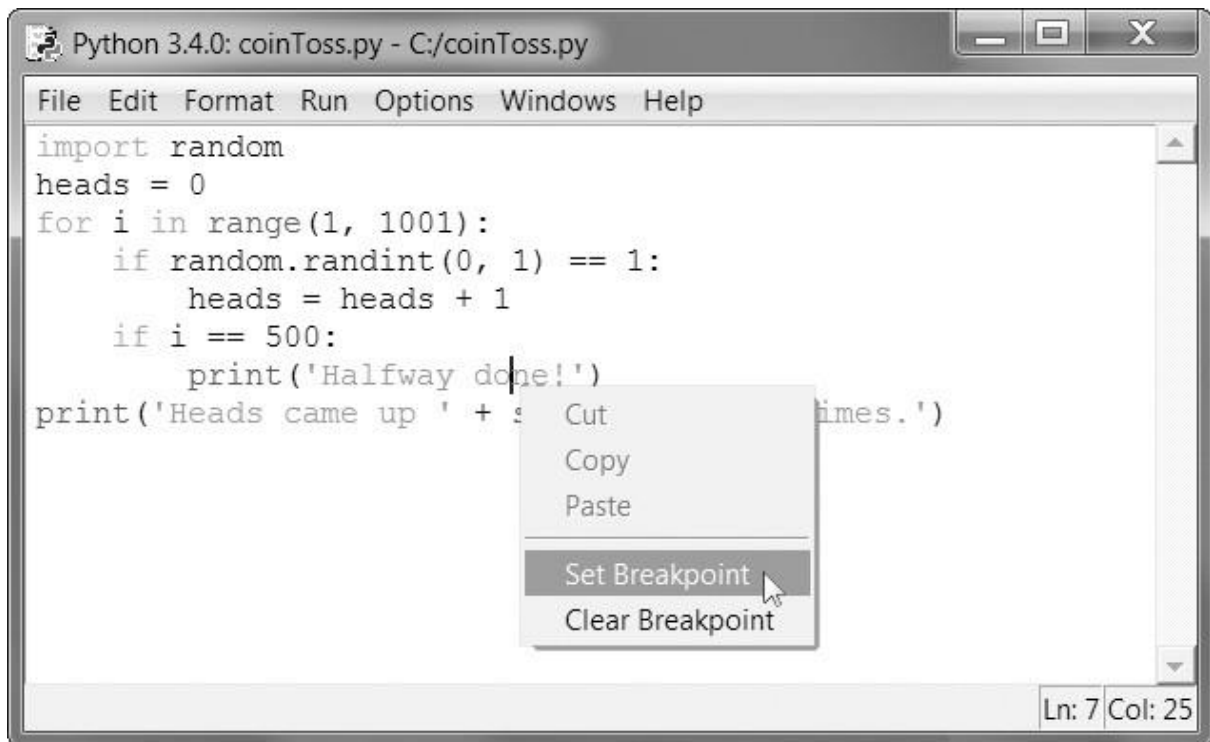 Python 3.4.0: coinToss.py - C:/coinToss.py
File Edit Format Run Options Windows Help
import random
heads = 0
for i in range(1, 1001):
    if random.randint(0, 1) == 1:
        heads = heads + 1
    if i == 500:
        print('Halfway done!')
print('Heads came up ' + imes.')
Cut
Copy
Paste
Set Breakpoint
Clear Breakpoint
Ln: 7 Col: 25